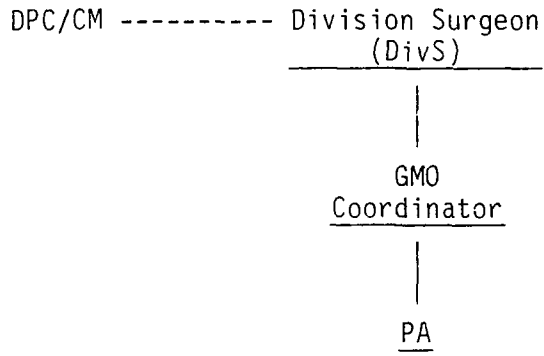 DPC/CM ---------- Division Surgeon
(DivS)
GMO
Coordinator
PA